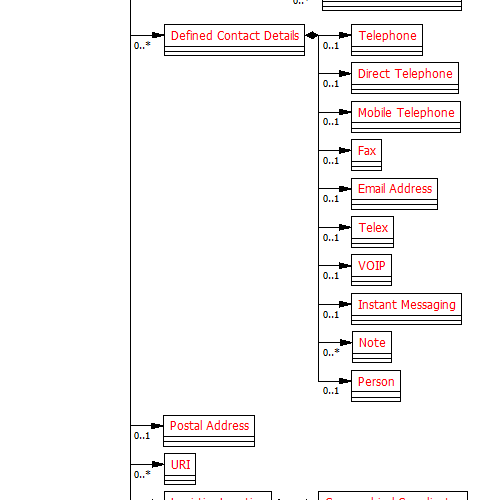 0..*
Defined Contact Details
0..*
Telephone
0..1
Direct Telephone
0..1
Mobile Telephone
0..1
Fax
0..1
Email Address
0..1
Telex
0..1
VOIP
0..1
Instant Messaging
0..1
Note
0..*
Person
0..1
Postal Address
0..1
URI
0..*